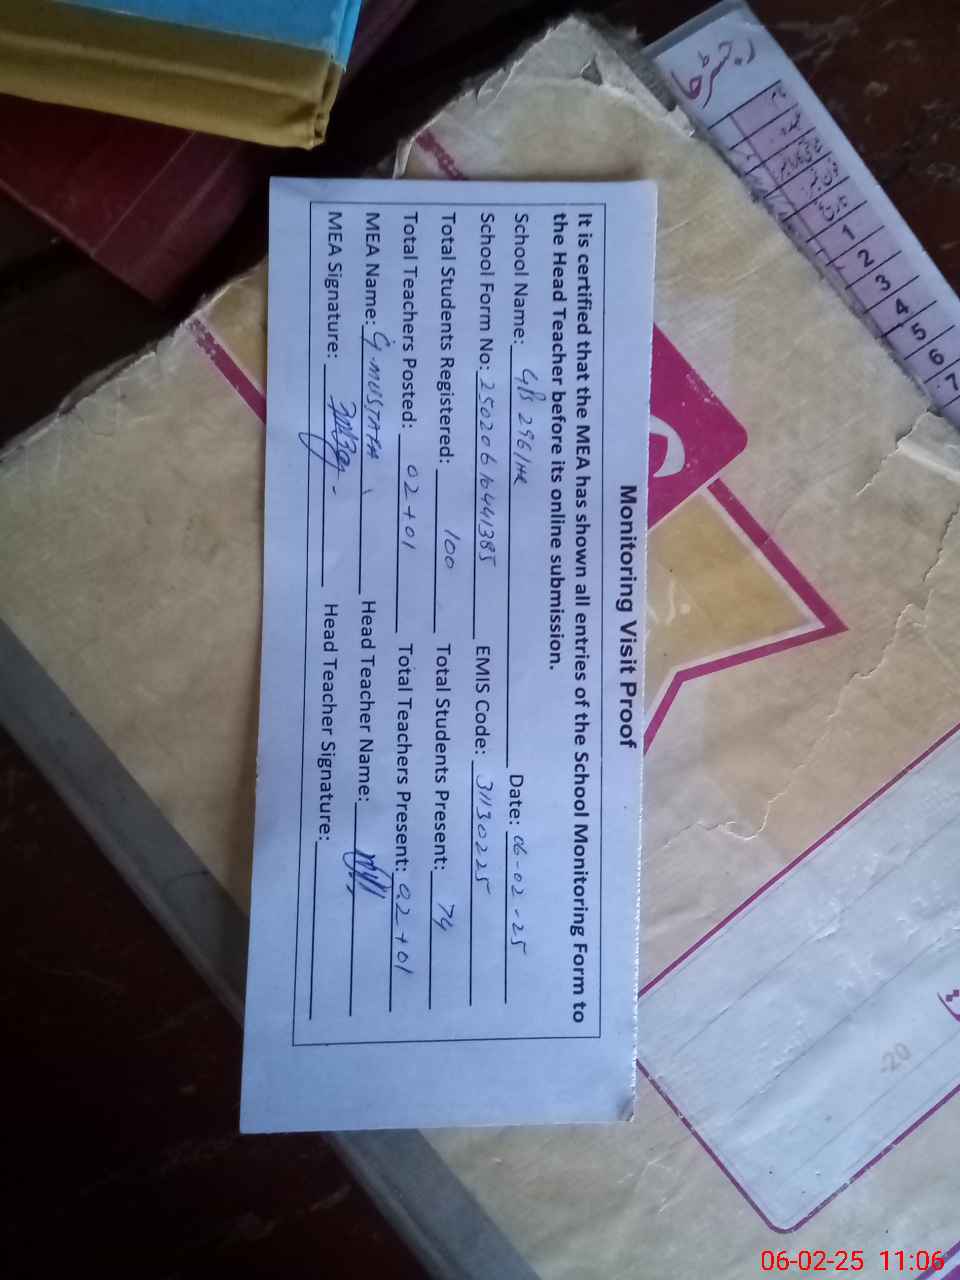 Monitoring Visit Proof
It is certified that the MEA has shown all entries of the School Monitoring Form to
the Head Teacher before its online submission.
School Name: GPS 296/HR Date: 06-02-25
School Form No: 25020616441385 EMIS Code: 31130225
Total Students Registered: 100 Total Students Present: 74
Total Teachers Posted: 02+01 Total Teachers Present: 02+01
MEA Name: G.MUSTAFA Head Teacher Name:
MEA Signature: Head Teacher Signature:
رجسٹر
1
2
3
4
5
6
7
-20
06-02-25 11:06